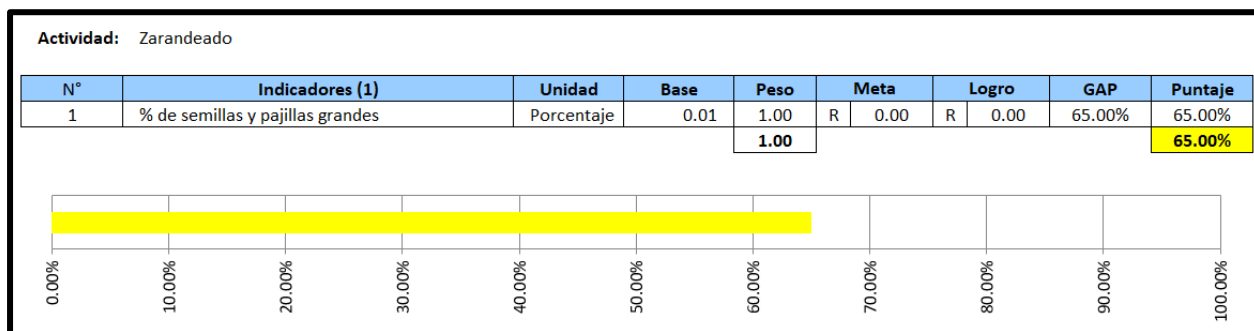 Actividad: Zarandeado
N° Indicadores (1) Unidad Base Peso Meta Logro GAP Puntaje
1 % de semillas y pajillas grandes Porcentaje 0.01 1.00 R 0.00 R 0.00 65.00% 65.00%
1.00 65.00%
0.00% 10.00% 20.00% 30.00% 40.00% 50.00% 60.00% 70.00% 80.00% 90.00% 100.00%